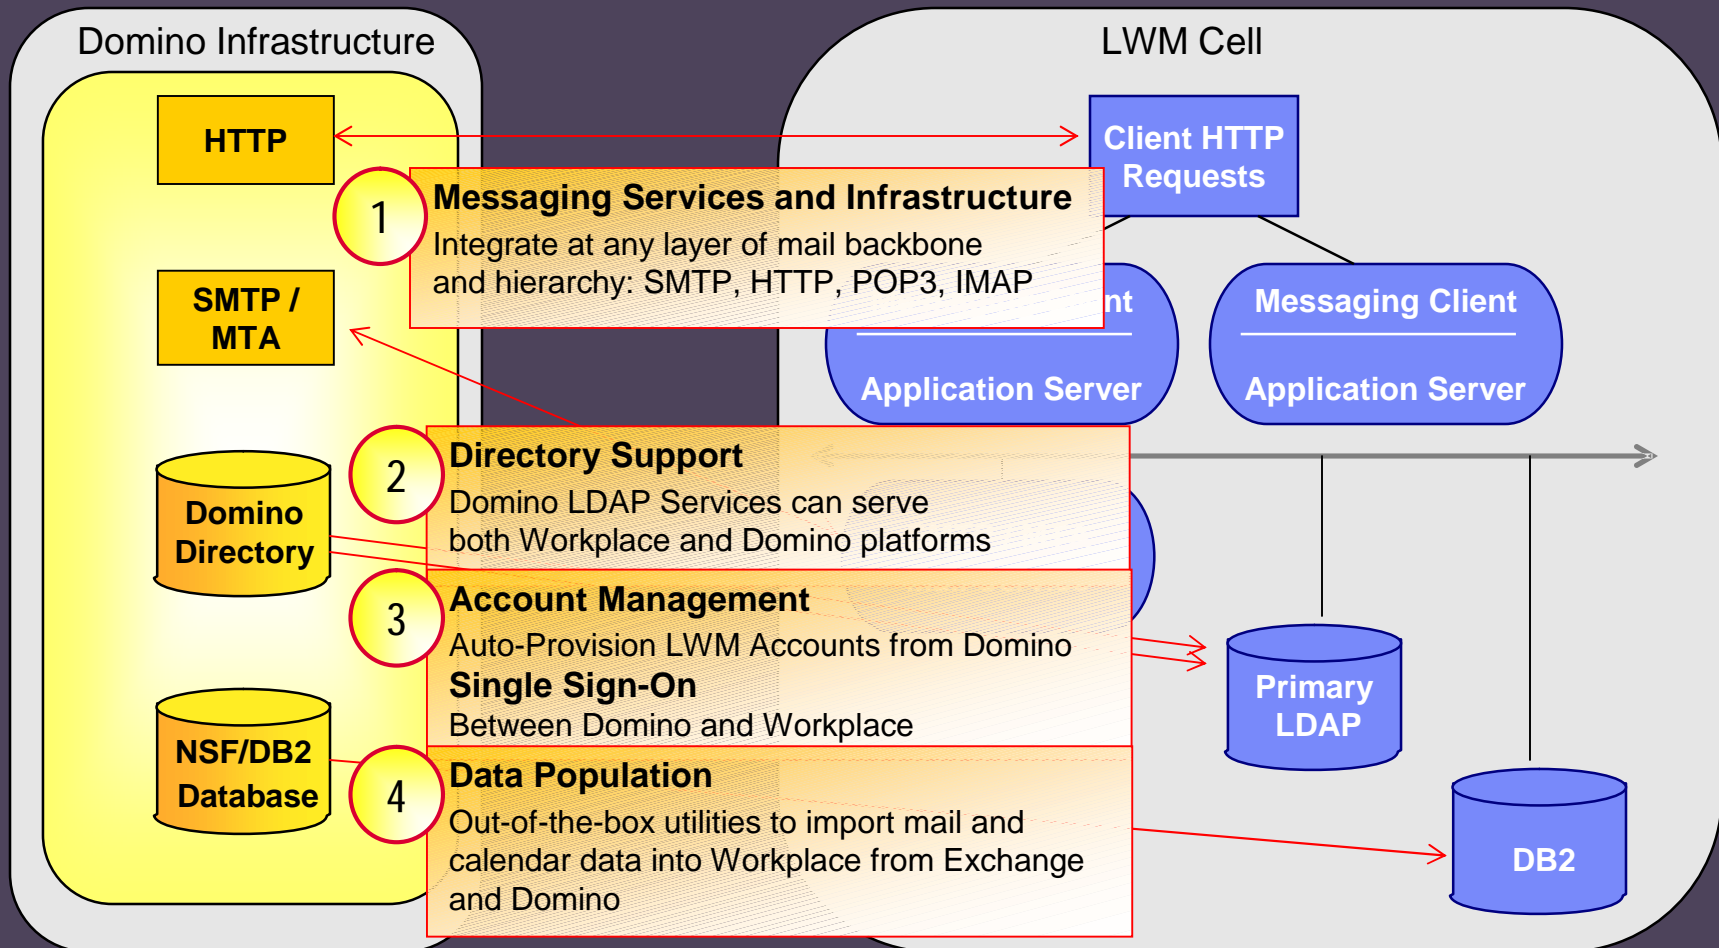 Domino Infrastructure
LWM Cell
HTTP
Client HTTP
Requests
1
Messaging Services and Infrastructure
Integrate at any layer of mail backbone
and hierarchy: SMTP, HTTP, POP3, IMAP
SMTP /
MTA
nt
Application Server
Messaging Client
Application Server
2
Directory Support
Domino LDAP Services can serve
both Workplace and Domino platforms
Domino
Directory
3
Account Management
Auto-Provision LWM Accounts from Domino
Single Sign-On
Between Domino and Workplace
Primary
LDAP
NSF/DB2
Database
4
Data Population
Out-of-the-box utilities to import mail and
calendar data into Workplace from Exchange
and Domino
DB2